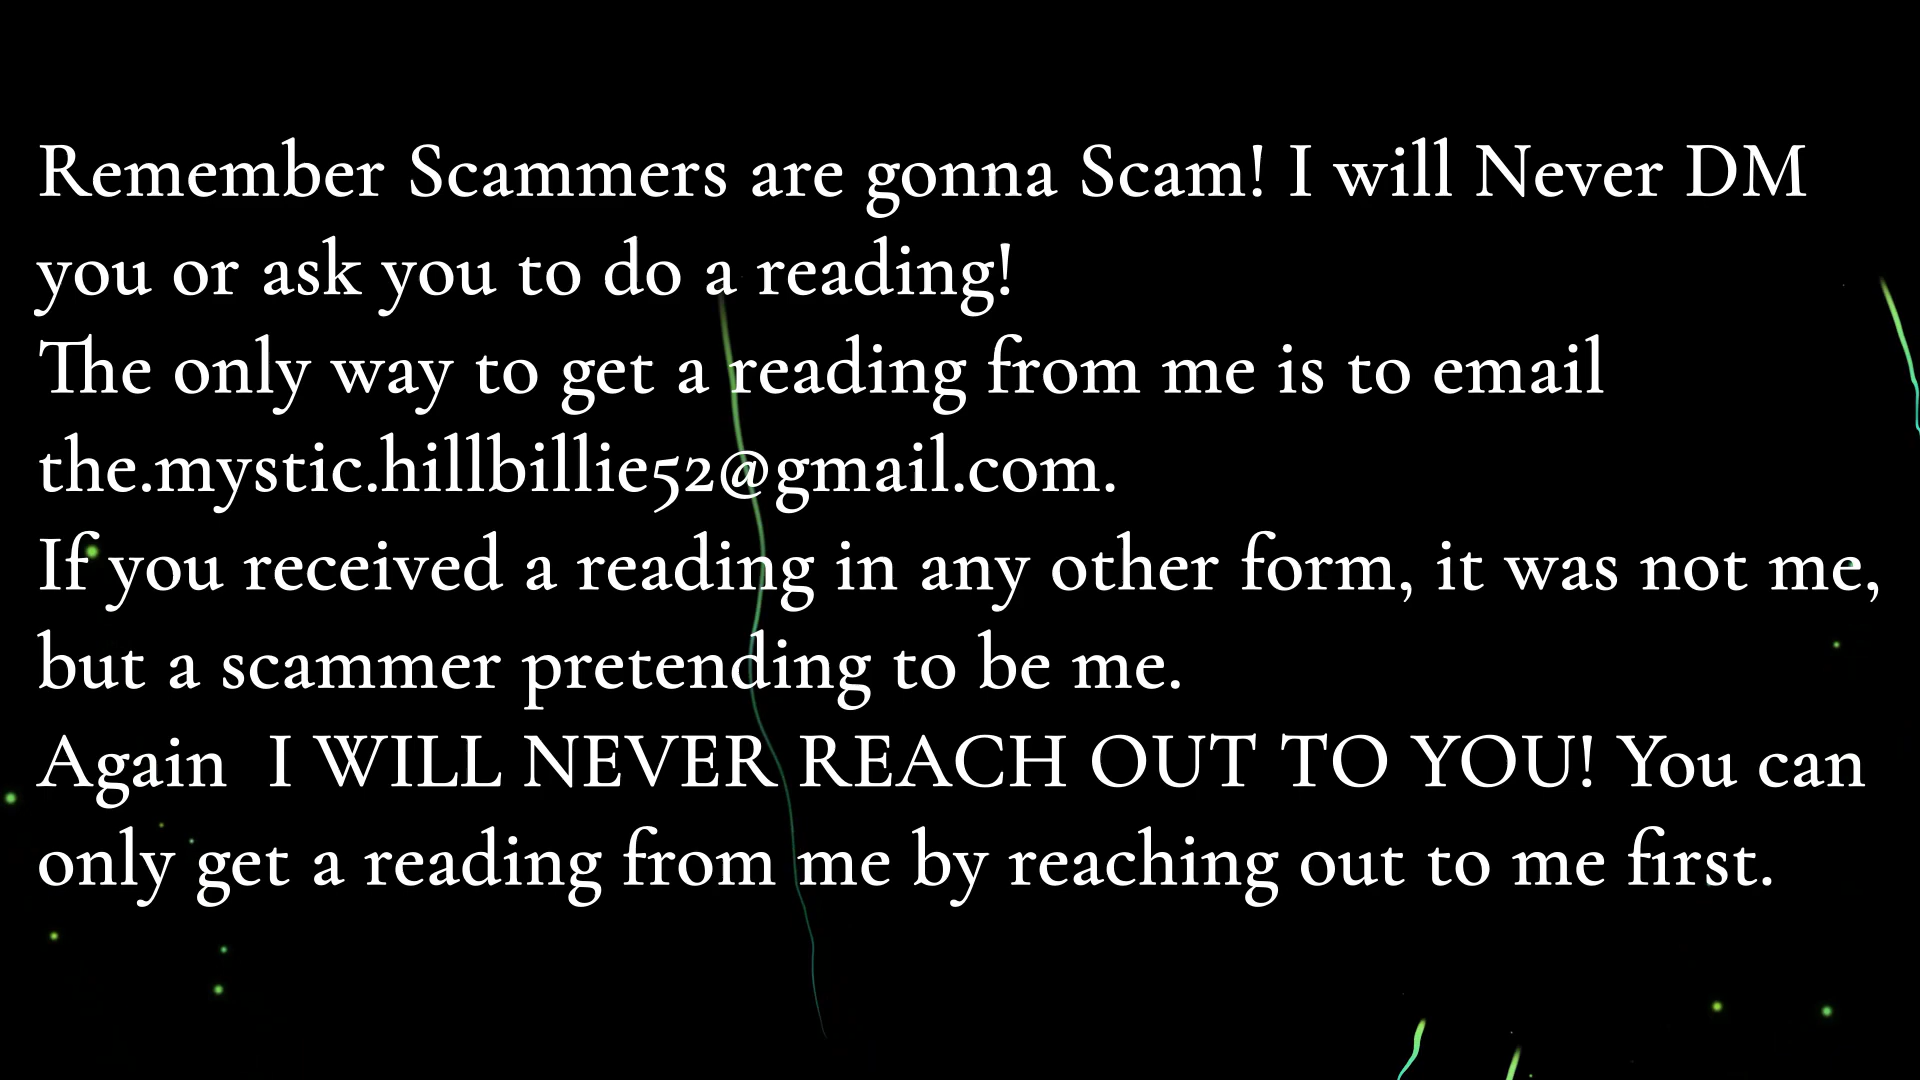 Remember Scammers are gonna Scam! I will Never DM
you or ask you to do a reading!
The only way to get a reading from me is to email
the.mystic.hillbillie52@gmail.com.
If you received a reading in any other form, it was not me,
but a scammer pretending to be me.
Again  I WILL NEVER REACH OUT TO YOU! You can
only get a reading from me by reaching out to me first.